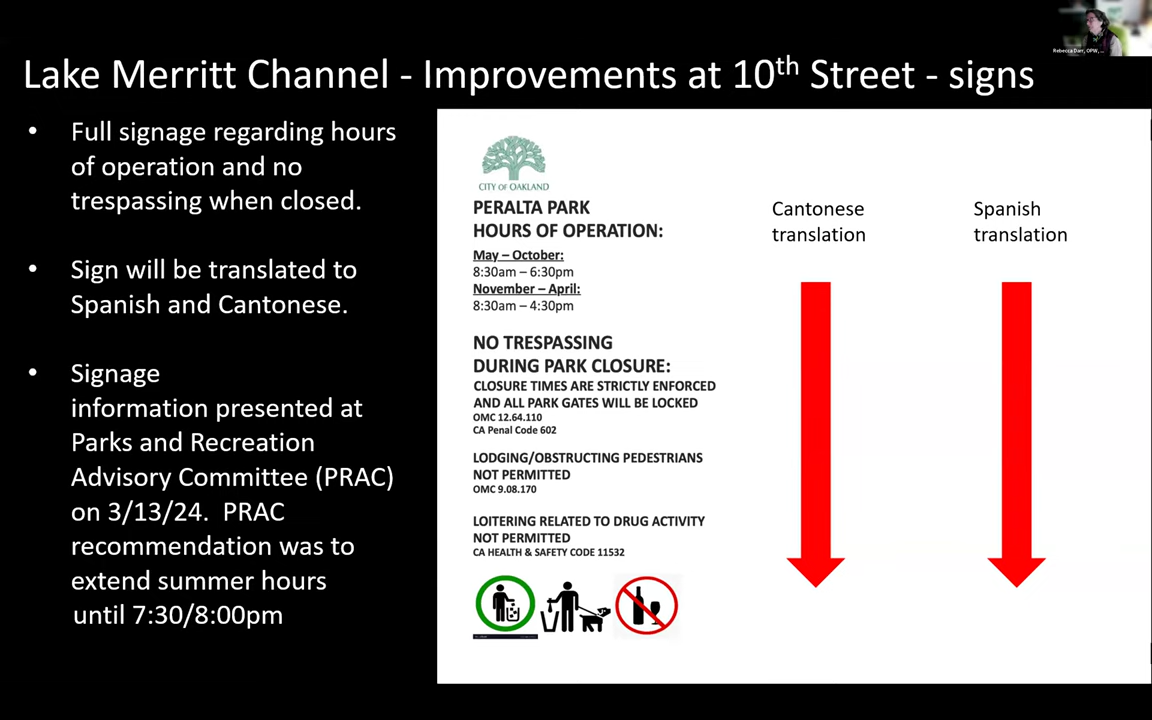 Rebecca Darr, OPW, ...
Lake Merritt Channel - Improvements at 10th Street - signs
• Full signage regarding hours
of operation and no
trespassing when closed.
• Sign will be translated to
Spanish and Cantonese.
• Signage
information presented at
Parks and Recreation
Advisory Committee (PRAC)
on 3/13/24. PRAC
recommendation was to
extend summer hours
until 7:30/8:00pm
CITY OF OAKLAND
PERALTA PARK
HOURS OF OPERATION:
May – October:
8:30am – 6:30pm
November – April:
8:30am – 4:30pm
NO TRESPASSING
DURING PARK CLOSURE:
CLOSURE TIMES ARE STRICTLY ENFORCED
AND ALL PARK GATES WILL BE LOCKED
OMC 12.64.110
CA Penal Code 602
LODGING/OBSTRUCTING PEDESTRIANS
NOT PERMITTED
OMC 9.08.170
LOITERING RELATED TO DRUG ACTIVITY
NOT PERMITTED
CA HEALTH & SAFETY CODE 11532
Cantonese
translation
Spanish
translation